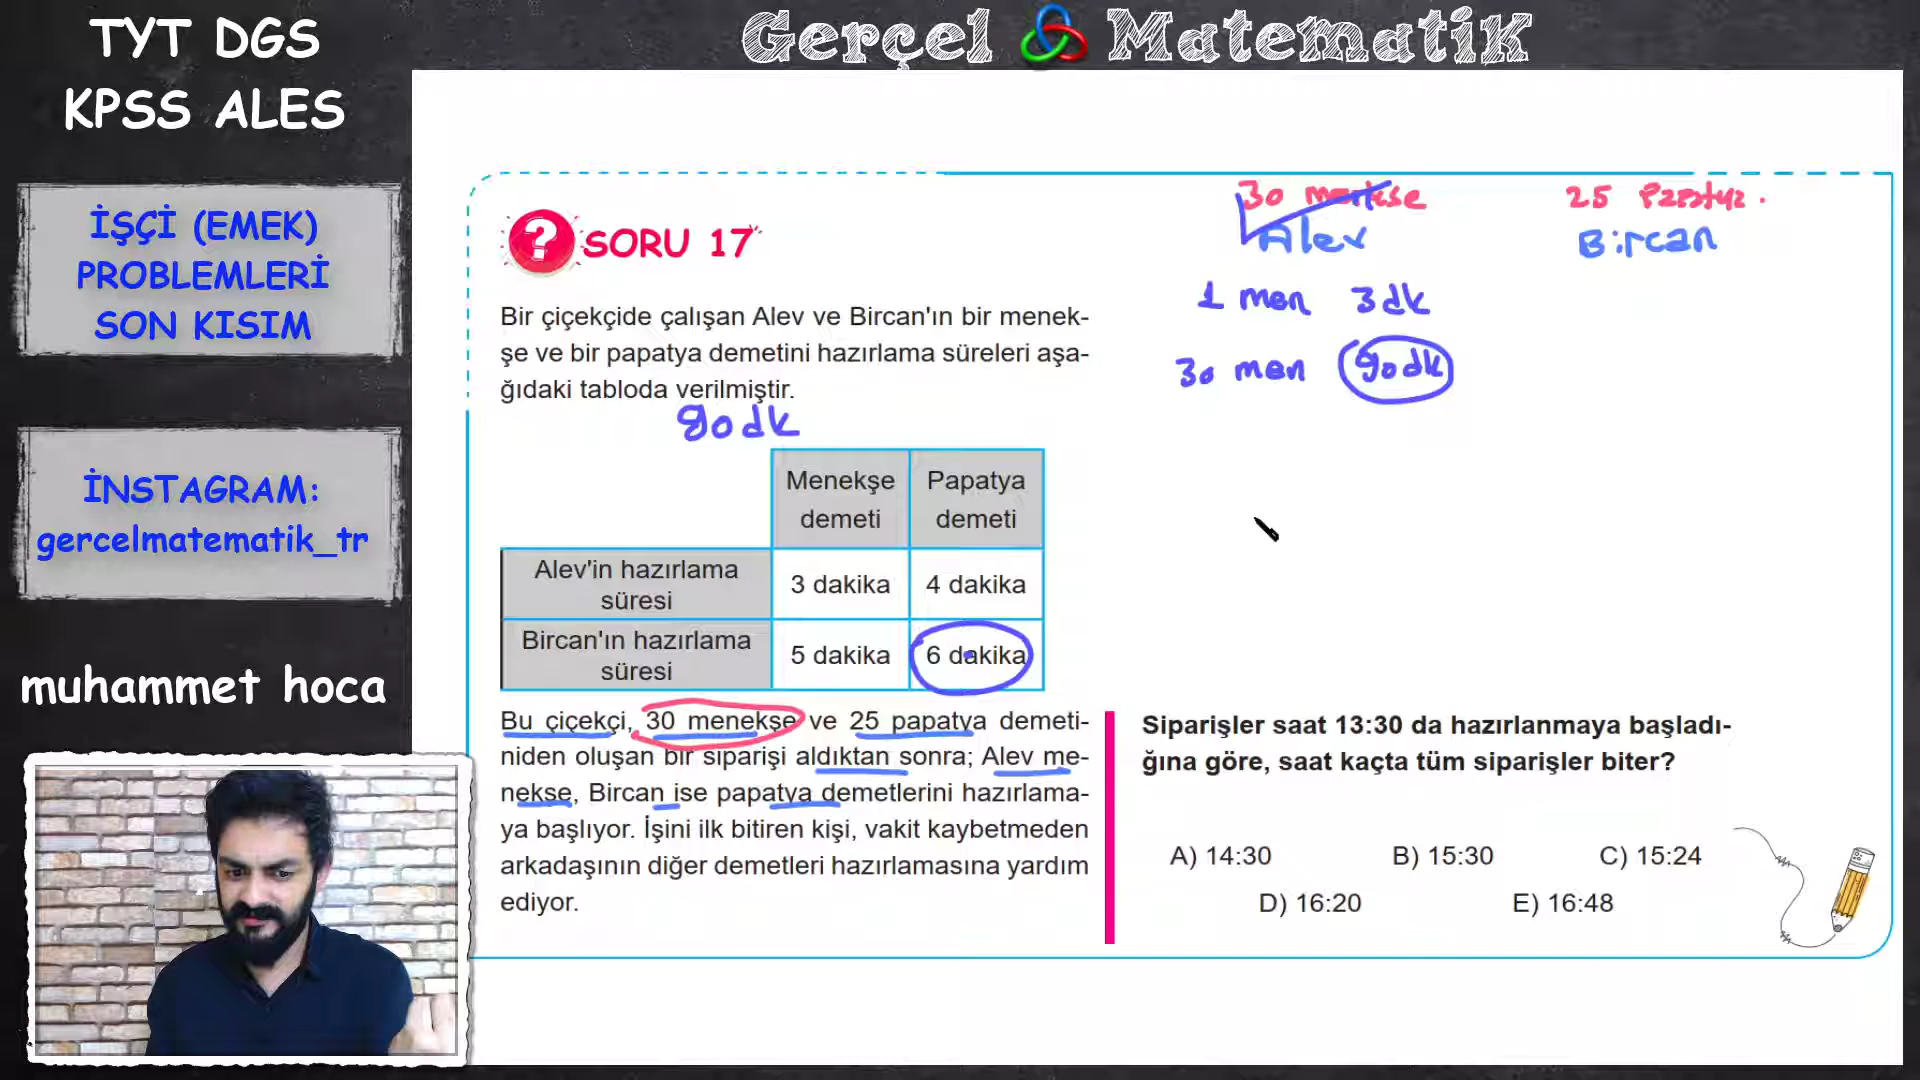 TYT DGS
KPSS ALES
Gerçel Matematik
İŞÇİ (EMEK)
PROBLEMLERİ
SON KISIM
İNSTAGRAM:
gercelmatematik_tr
muhammet hoca
? SORU 17
Bir çiçekçide çalışan Alev ve Bircan'ın bir menek-
şe ve bir papatya demetini hazırlama süreleri aşa-
ğıdaki tabloda verilmiştir.
90 dk
Menekşe demeti
Papatya demeti
Alev'in hazırlama süresi
3 dakika
4 dakika
Bircan'ın hazırlama süresi
5 dakika
6 dakika
Bu çiçekçi, 30 menekşe ve 25 papatya demeti-
niden oluşan bir siparişi aldıktan sonra; Alev me-
nekşe, Bircan ise papatya demetlerini hazırlama-
ya başlıyor. İşini ilk bitiren kişi, vakit kaybetmeden
arkadaşının diğer demetleri hazırlamasına yardım
ediyor.
30 menekse
Alev
1 men 3 dk
30 men 90 dk
25 Papatya.
Bircan
Siparişler saat 13:30 da hazırlanmaya başladı-
ğına göre, saat kaçta tüm siparişler biter?
A) 14:30 B) 15:30 C) 15:24
D) 16:20 E) 16:48